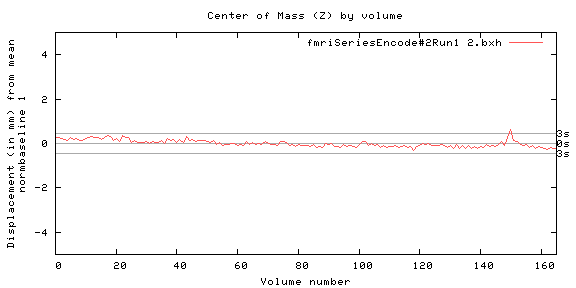 Center of Mass (Z) by volume
fmriSeriesEncode#2Run1 2.bxh
Displacement (in mm) from mean
normbaseline 1
4
2
0
-2
-4
3s
0s
3s
0 20 40 60 80 100 120 140 160
Volume number